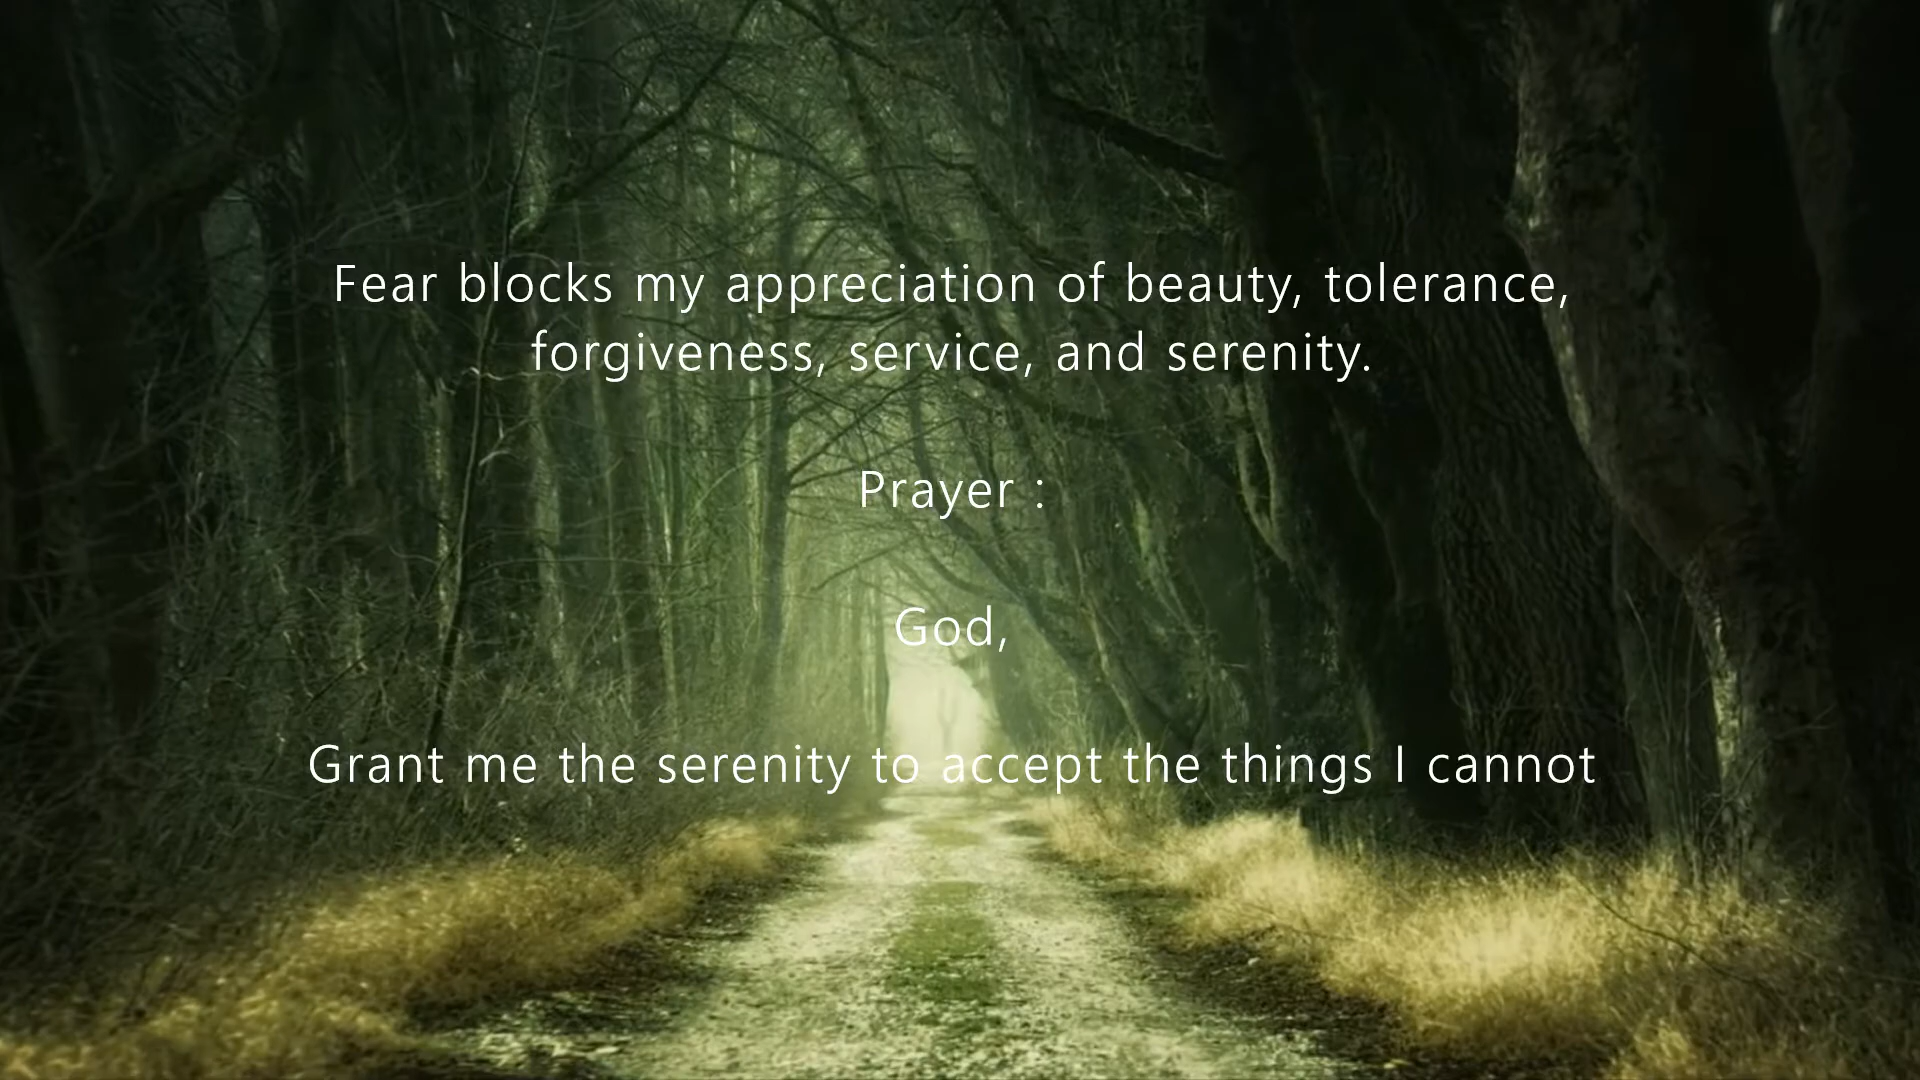 Fear blocks my appreciation of beauty, tolerance,
forgiveness, service, and serenity.
Prayer :
God,
Grant me the serenity to accept the things I cannot